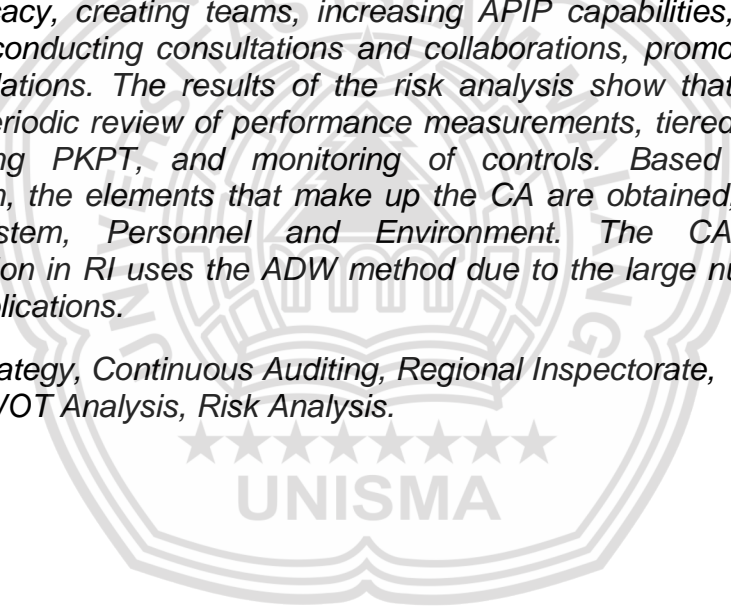 acy, creating teams, increasing APIP capabilities,
conducting consultations and collaborations, promo
lations. The results of the risk analysis show that
eriodic review of performance measurements, tiered
ng PKPT, and monitoring of controls. Based
n, the elements that make up the CA are obtained,
stem, Personnel and Environment. The CA
ion in RI uses the ADW method due to the large nu
plications.
ategy, Continuous Auditing, Regional Inspectorate,
VOT Analysis, Risk Analysis.
UNISMA